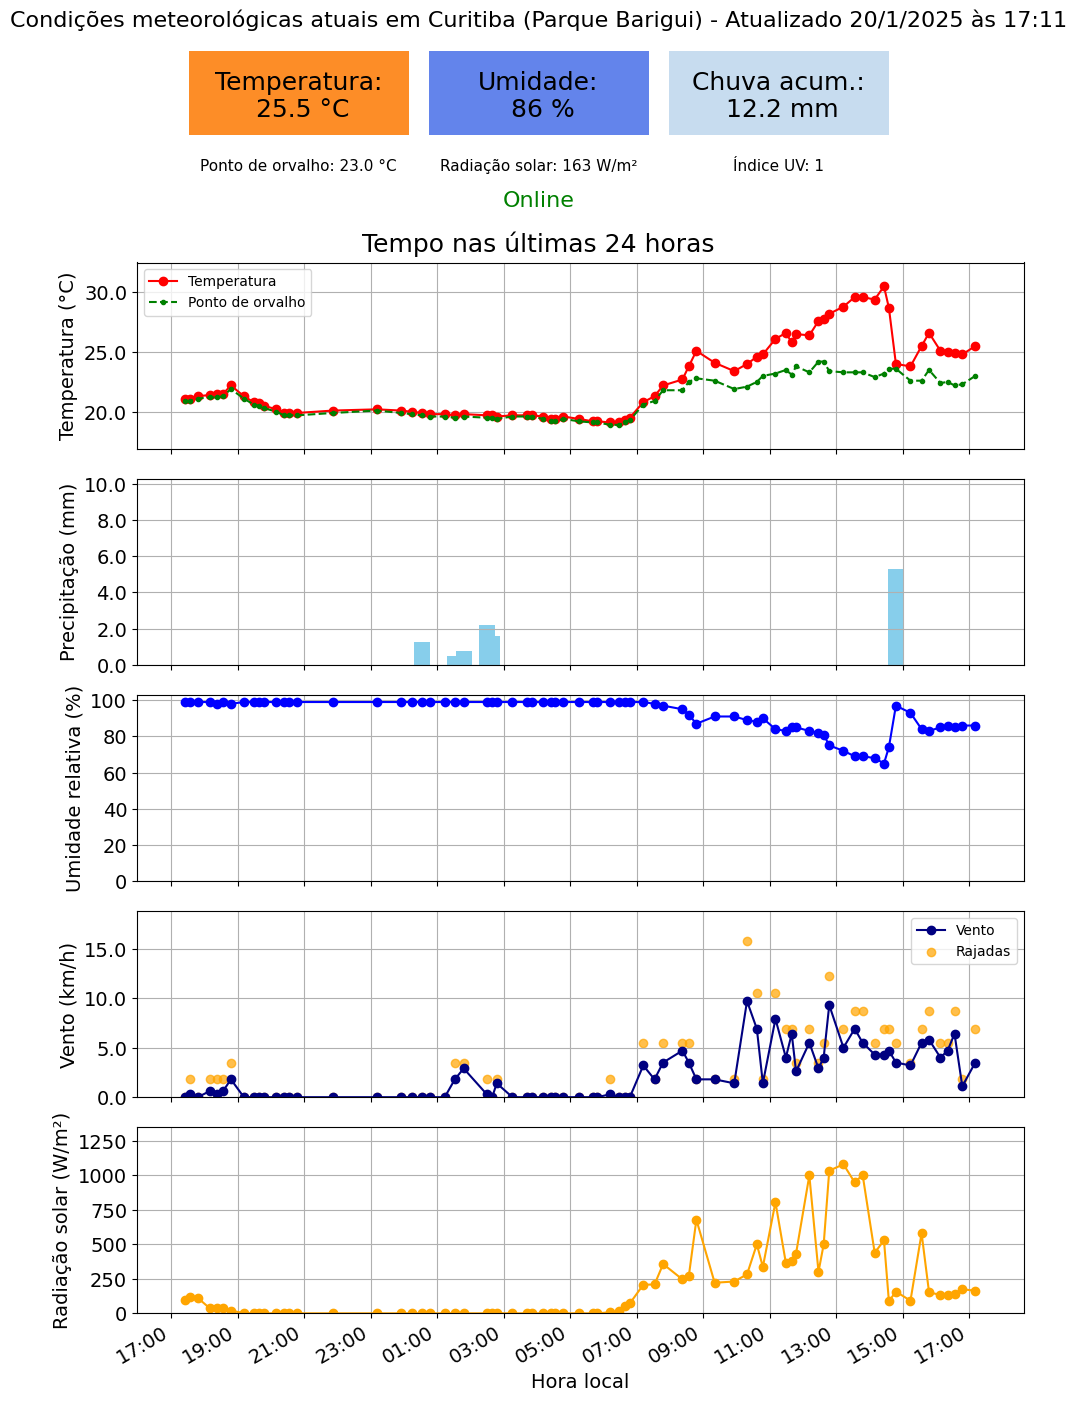 Condições meteorológicas atuais em Curitiba (Parque Barigui) - Atualizado 20/1/2025 às 17:11
Temperatura:
25.5 °C
Umidade:
86 %
Chuva acum.:
12.2 mm
Ponto de orvalho: 23.0 °C
Radiação solar: 163 W/m²
Índice UV: 1
Online
Tempo nas últimas 24 horas
Temperatura (°C)
30.0
25.0
20.0
Temperatura
Ponto de orvalho
Precipitação (mm)
10.0
8.0
6.0
4.0
2.0
0.0
Umidade relativa (%)
100
80
60
40
20
0
Vento (km/h)
15.0
10.0
5.0
0.0
Vento
Rajadas
Radiação solar (W/m²)
1250
1000
750
500
250
0
17:00
19:00
21:00
23:00
01:00
03:00
05:00
07:00
09:00
11:00
13:00
15:00
17:00
Hora local